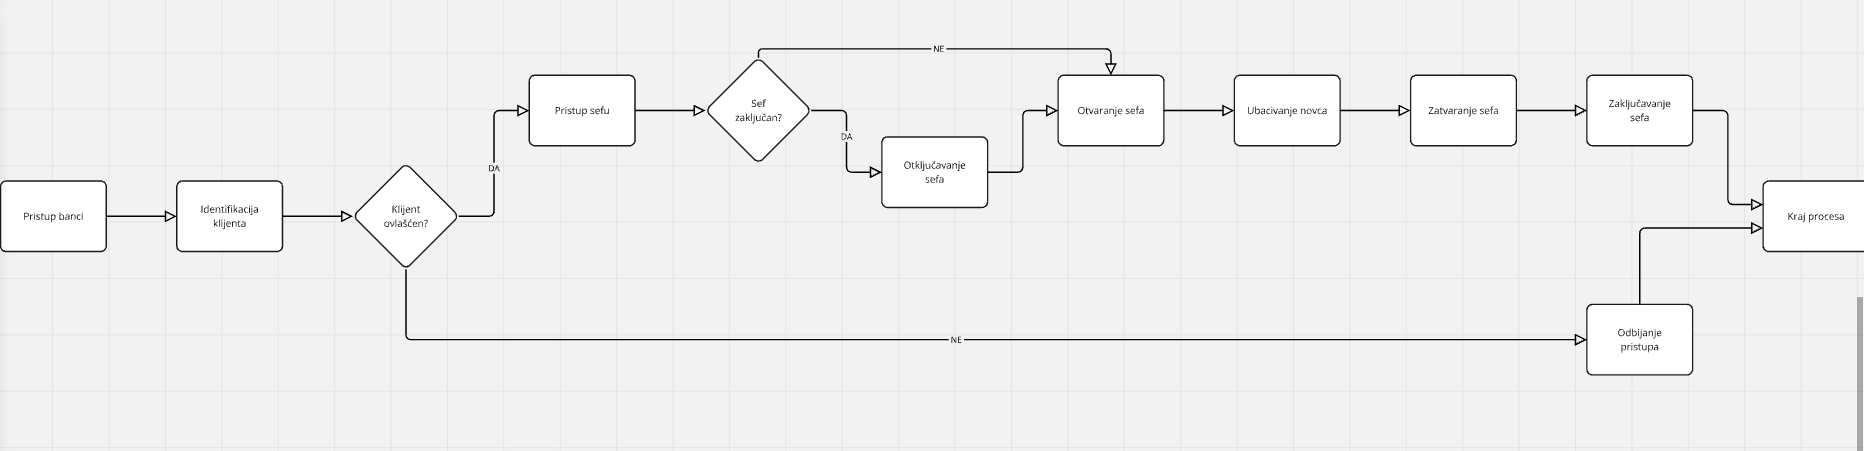 Pristup banci
Identifikacija
klijenta
Klijent
ovlašćen?
DA
NE
Pristup sefu
Sef
zaključan?
NE
DA
Otključavanje
sefa
Otvaranje sefa
Ubacivanje novca
Zatvaranje sefa
Zaključavanje
sefa
Odbijanje
pristupa
Kraj procesa